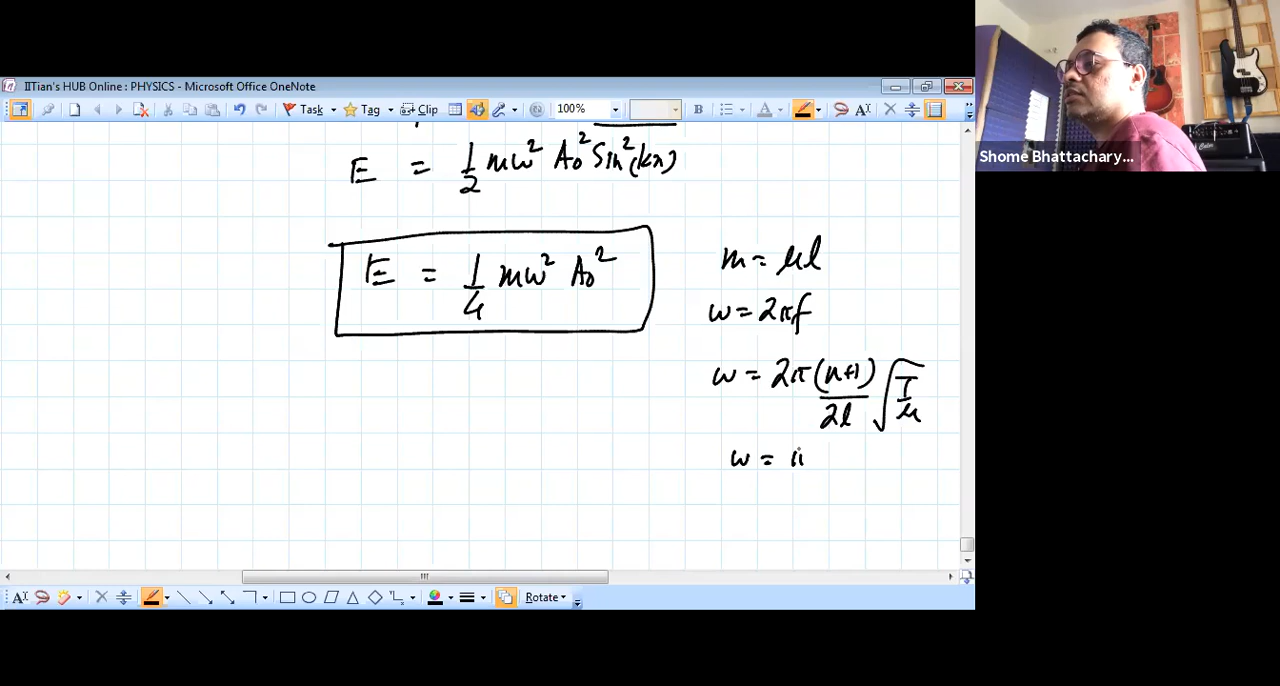 IITian's HUB Online : PHYSICS - Microsoft Office OneNote
Task Tag Clip 100% B A A
E = 1/2 mω² A₀² Sin²(kx)
E = 1/4 mω² A₀²
m = μl
ω = 2πf
ω = 2π (n+1)/2l √(T/μ)
ω = π
Shome Bhattachary...
A Rotate